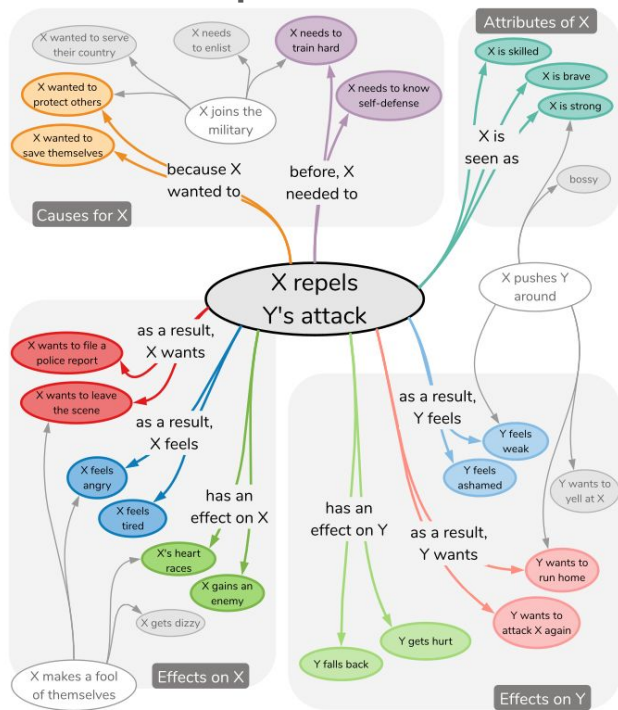 Attributes of X
X wanted to serve
their country
X needs
to enlist
X needs to
train hard
X is skilled
X is brave
X is strong
X wanted to
protect others
X needs to know
self-defense
X joins the
military
X wanted to
save themselves
because X
wanted to
before, X
needed to
X is
seen as
bossy
Causes for X
X repels
Y's attack
X pushes Y
around
X wants to file a
police report
as a result,
X wants
X wants to leave
the scene
as a result,
X feels
as a result,
Y feels
Y feels
weak
X feels
angry
Y feels
ashamed
Y wants to
yell at X
X feels
tired
has an
effect on X
has an
effect on Y
as a result,
Y wants
X's heart
races
Y wants to
run home
X gains an
enemy
X gets dizzy
Y wants to
attack X again
Y gets hurt
Y falls back
X makes a fool
of themselves
Effects on X
Effects on Y